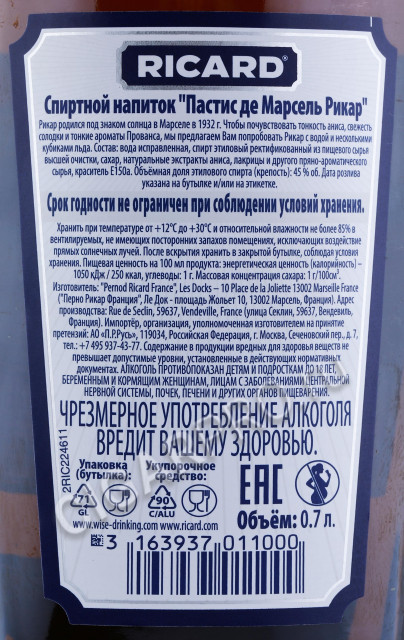 RICARD®
Спиртной напиток "Пастис де Марсель Рикар"
Рикар родился под знаком солнца в Марселе в 1932 г. Чтобы почувствовать тонкость аниса, свежесть
солодки и тонкие ароматы Прованса, мы предлагаем Вам попробовать Рикар с водой и несколькими
кубиками льда. Состав: вода исправленная, спирт этиловый ректификованный из пищевого сырья
высшей очистки, сахар, натуральные экстракты аниса, лакрицы и другого пряно-ароматического
сырья, краситель Е150а. Объёмная доля этилового спирта (крепость): 45 % об. Дата розлива
указана на бутылке и/или на этикетке.
Срок годности не ограничен при соблюдении условий хранения.
Хранить при температуре от +12°C до +30°C и относительной влажности не более 85% в
вентилируемых, не имеющих посторонних запахов помещениях, исключающих воздействие
прямых солнечных лучей. После вскрытия хранить в закрытой бутылке, соблюдая условия
хранения. Пищевая ценность на 100 мл продукта: энергетическая ценность (калорийность) –
1050 кДж / 250 ккал, углеводы: 1 г. Массовая концентрация сахара: 1 г/100см³.
Изготовитель: "Pernod Ricard France", Les Docks – 10 Place de la Joliette 13002 Marseille France
("Перно Рикар Франция", Ле Док - площадь Жольет 10, 13002 Марсель, Франция). Адрес
производства: Rue de Seclin, 59637, Vendeville, France (улица Секлин, 59637, Вендевиль,
Франция). Импортёр, организация, уполномоченная изготовителем на принятие
претензий: АО «П.Р.Русь», 119034, Российская Федерация, г. Москва, Сеченовский пер., д. 7,
тел.: +7 495 937-43-77. Содержание в продукции вредных для здоровья веществ не
превышает допустимые уровни, установленные в действующих нормативных
документах. АЛКОГОЛЬ ПРОТИВОПОКАЗАН ДЕТЯМ И ПОДРОСТКАМ ДО 18 ЛЕТ,
БЕРЕМЕННЫМ И КОРМЯЩИМ ЖЕНЩИНАМ, ЛИЦАМ С ЗАБОЛЕВАНИЯМИ ЦЕНТРАЛЬНОЙ
НЕРВНОЙ СИСТЕМЫ, ПОЧЕК, ПЕЧЕНИ И ДРУГИХ ОРГАНОВ ПИЩЕВАРЕНИЯ.
ЧРЕЗМЕРНОЕ УПОТРЕБЛЕНИЕ АЛКОГОЛЯ
ВРЕДИТ ВАШЕМУ ЗДОРОВЬЮ.
2RIC224611
Упаковка (бутылка):
71
GL
Укупорочное средство:
90
C/ALU
EAC
Объём: 0.7 л.
www.wise-drinking.com www.ricard.com
3 163937 011000